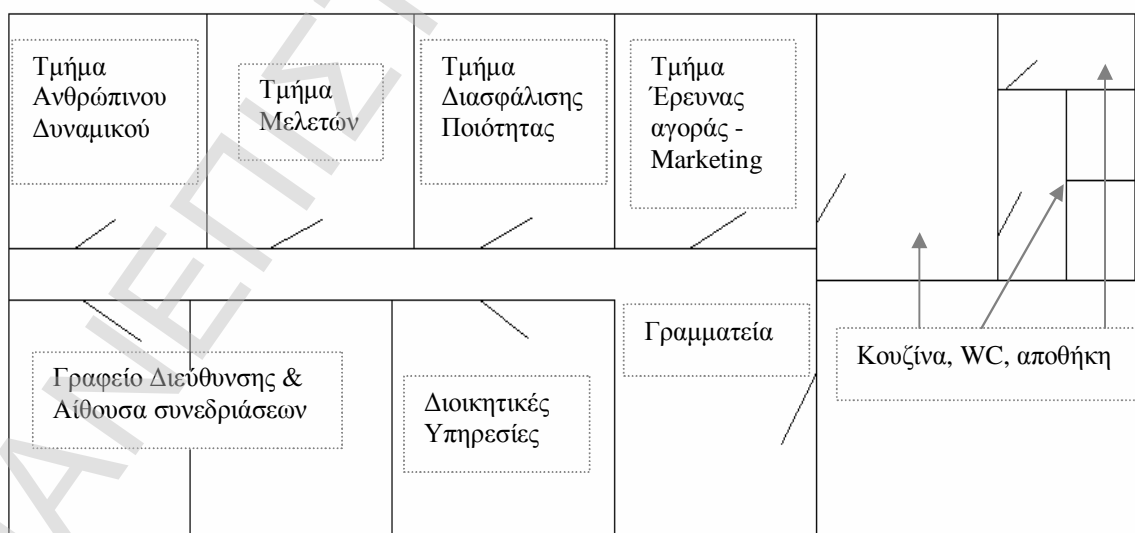 Τμήμα
Ανθρώπινου
Δυναμικού
Τμήμα
Μελετών
Τμήμα
Διασφάλισης
Ποιότητας
Τμήμα
Έρευνας
αγοράς -
Marketing
Γραφείο Διεύθυνσης &
Αίθουσα συνεδριάσεων
Διοικητικές
Υπηρεσίες
Γραμματεία
Κουζίνα, WC, αποθήκη
ΠΑΝΕΠΙΣΤ